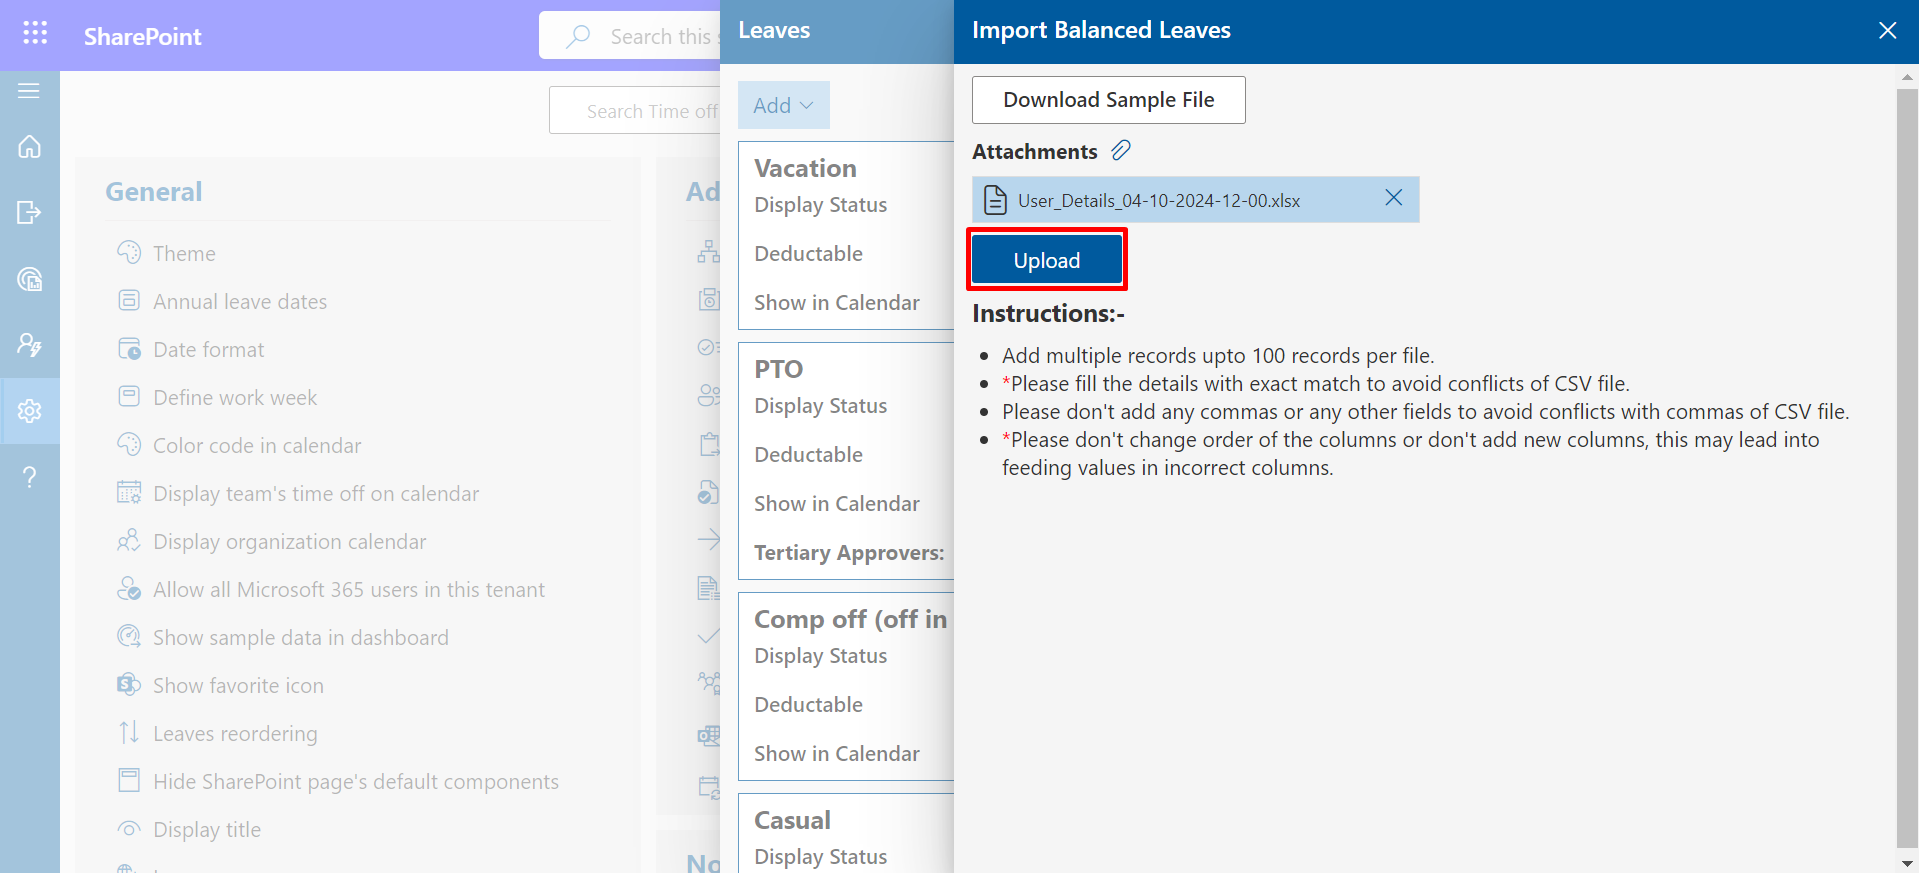 SharePoint
Search this s
Search Time off
General
Theme
Annual leave dates
Date format
Define work week
Color code in calendar
Display team's time off on calendar
Display organization calendar
Allow all Microsoft 365 users in this tenant
Show sample data in dashboard
Show favorite icon
Leaves reordering
Hide SharePoint page's default components
Display title
Ad
No
Leaves
Add
Vacation
Display Status
Deductable
Show in Calendar
PTO
Display Status
Deductable
Show in Calendar
Tertiary Approvers:
Comp off (off in
Display Status
Deductable
Show in Calendar
Casual
Display Status
Import Balanced Leaves
Download Sample File
Attachments
User_Details_04-10-2024-12-00.xlsx
Upload
Instructions:-
Add multiple records upto 100 records per file.
*Please fill the details with exact match to avoid conflicts of CSV file.
Please don't add any commas or any other fields to avoid conflicts with commas of CSV file.
*Please don't change order of the columns or don't add new columns, this may lead into
feeding values in incorrect columns.